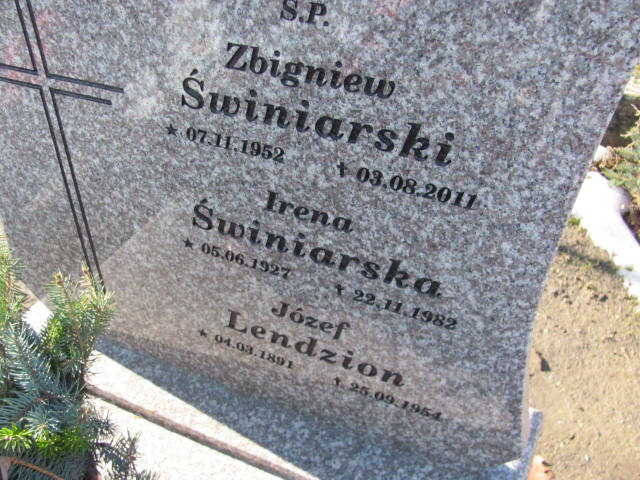 Ś.P.
Zbigniew
Świniarski
★ 07.11.1952 ✝ 03.08.2011
Irena
Świniarska
★ 05.06.1927 ✝ 22.11.1982
Józef
Lendzion
★ 04.03.1891 ✝ 25.09.1954